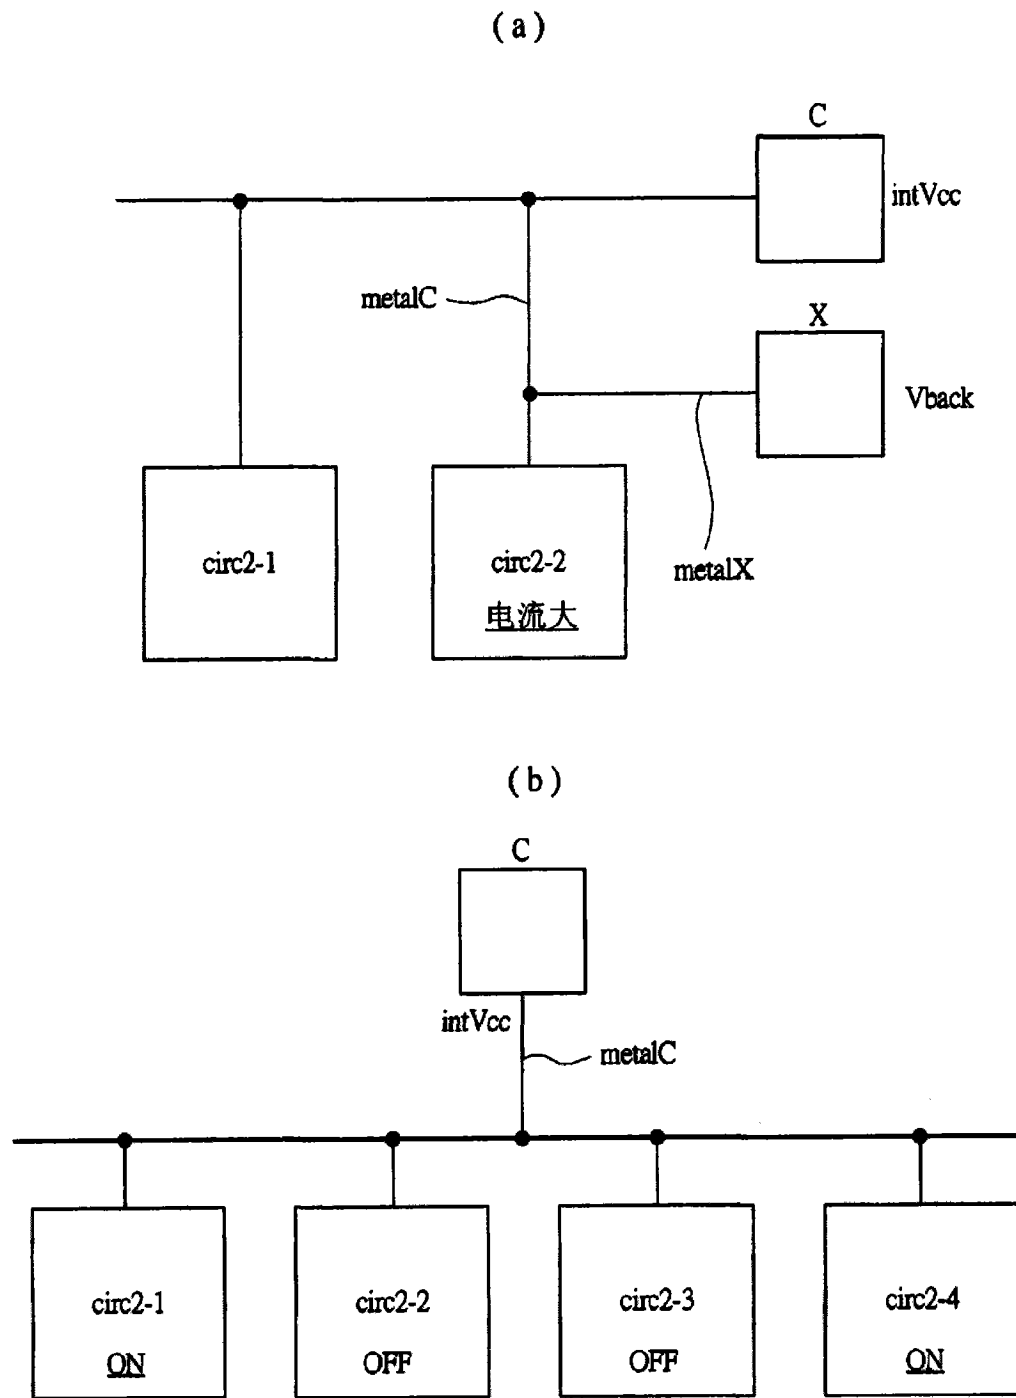 (a)
C
intVcc
metalC
X
Vback
circ2-1
circ2-2
metalX
电流大
(b)
C
intVcc
metalC
circ2-1
circ2-2
circ2-3
circ2-4
ON
OFF
OFF
ON